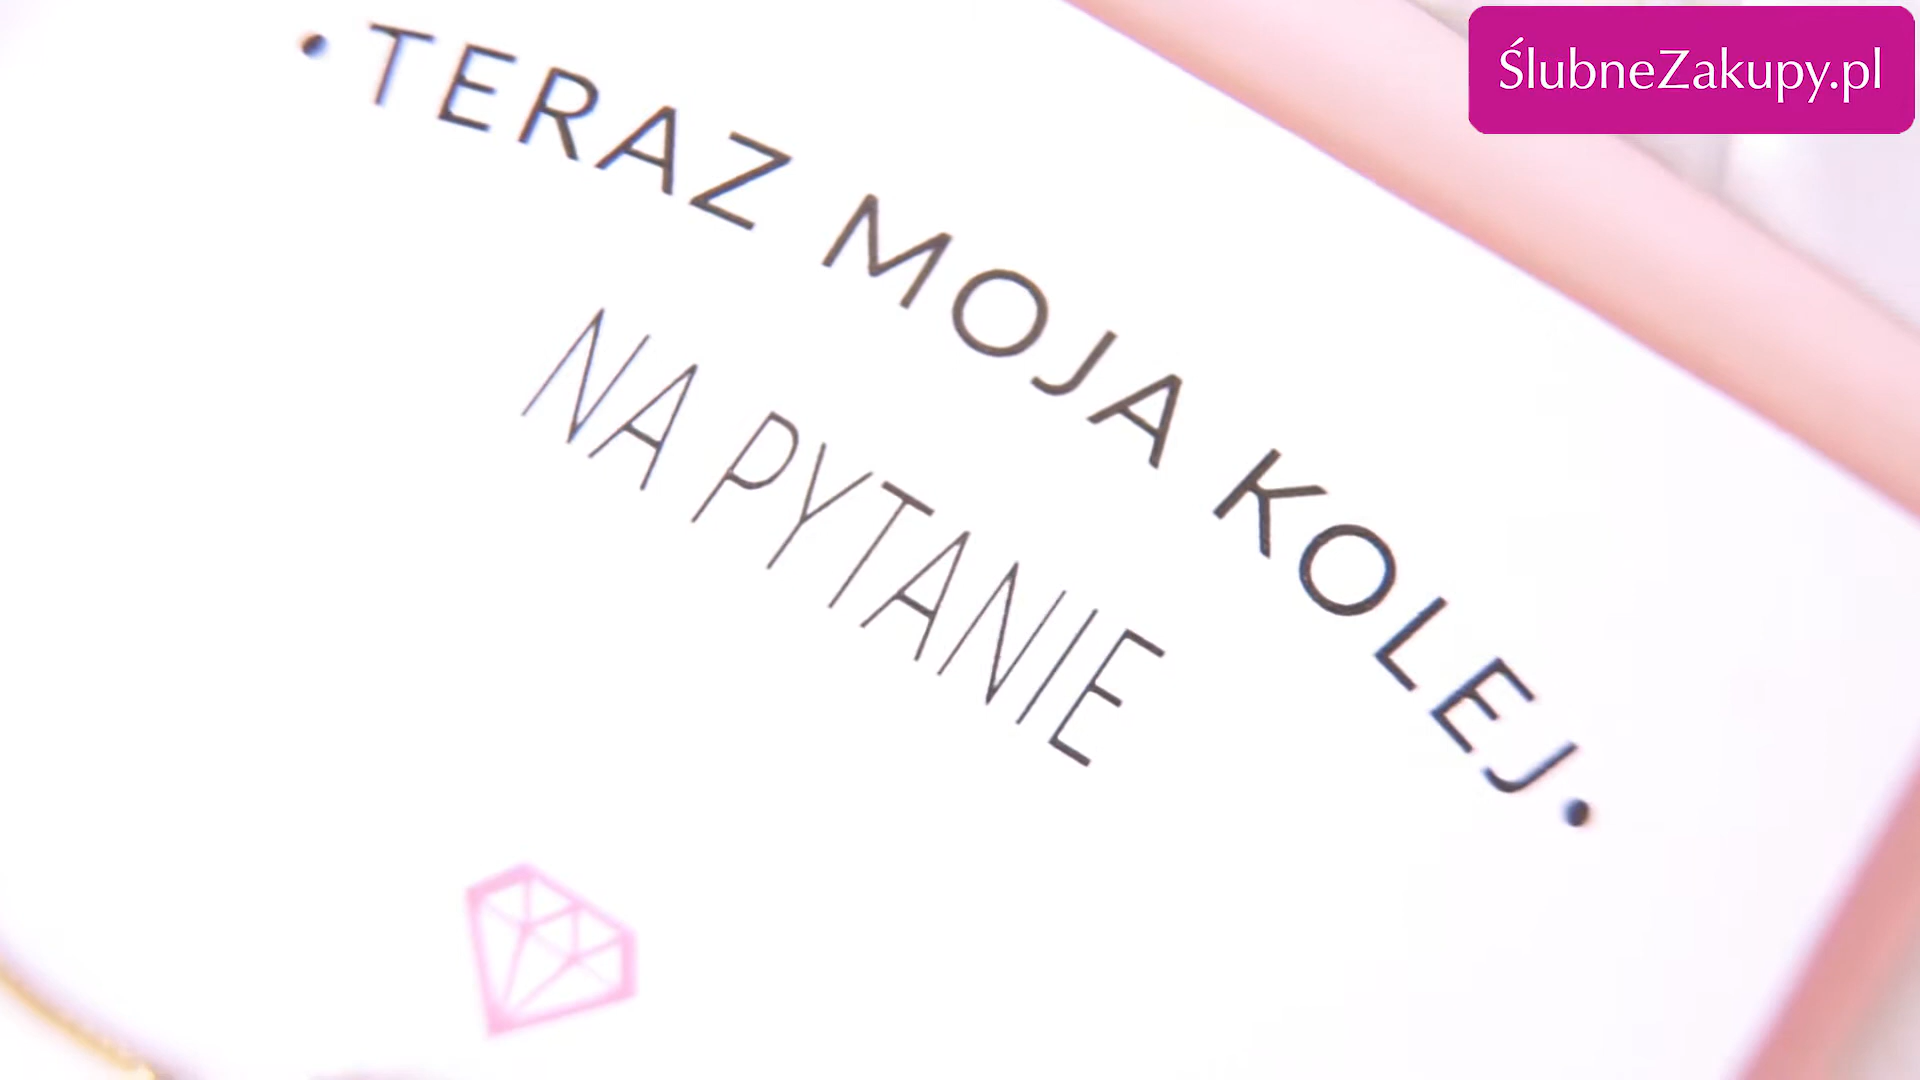 ŚlubneZakupy.pl
• TERAZ MOJA KOLEJ •
NA PYTANIE